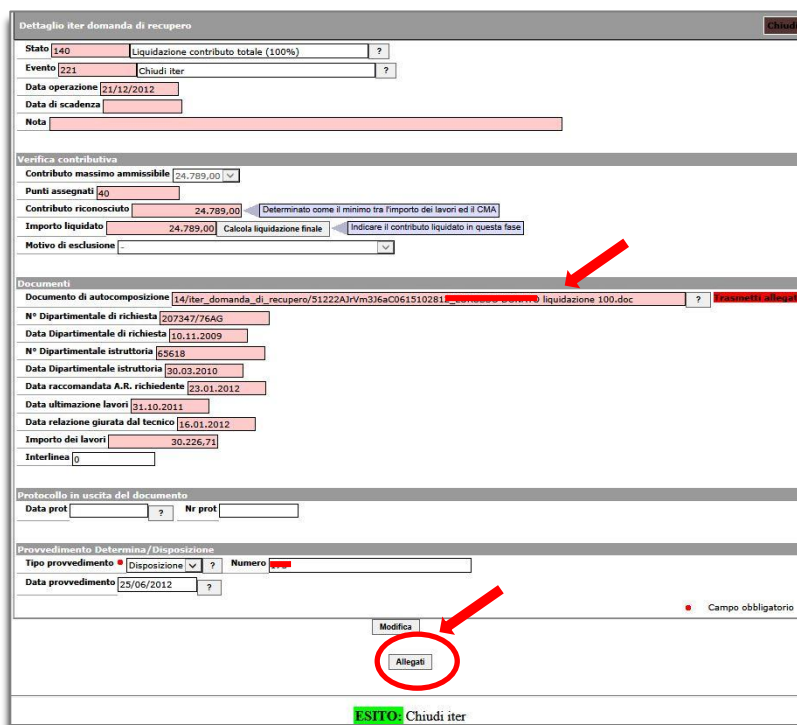 Dettaglio iter domanda di recupero Chiudi
Stato 140 Liquidazione contributo totale (100%) ?
Evento 221 Chiudi iter ?
Data operazione 21/12/2012
Data di scadenza
Nota
Verifica contributiva
Contributo massimo ammissibile 24.789,00
Punti assegnati 40
Contributo riconosciuto 24.789,00 Determinato come il minimo tra l'importo dei lavori ed il CMA
Importo liquidato 24.789,00 Calcola liquidazione finale Indicare il contributo liquidato in questa fase
Motivo di esclusione -
Documenti
Documento di autocomposizione liquidazione 100.doc ? Trasmetti allegat
N° Dipartimentale di richiesta 207347/76AG
Data Dipartimentale di richiesta 10.11.2009
N° Dipartimentale istruttoria 65618
Data Dipartimentale istruttoria 30.03.2010
Data raccomandata A.R. richiedente 23.01.2012
Data ultimazione lavori 31.10.2011
Data relazione giurata dal tecnico 16.01.2012
Importo dei lavori 30.226,71
Interlinea 0
Protocollo in uscita del documento
Data prot ? Nr prot
Provvedimento Determina/Disposizione
Tipo provvedimento Disposizione ? Numero
Data provvedimento 25/06/2012 ?
Campo obbligatorio
Modifica
Allegati
ESITO: Chiudi iter